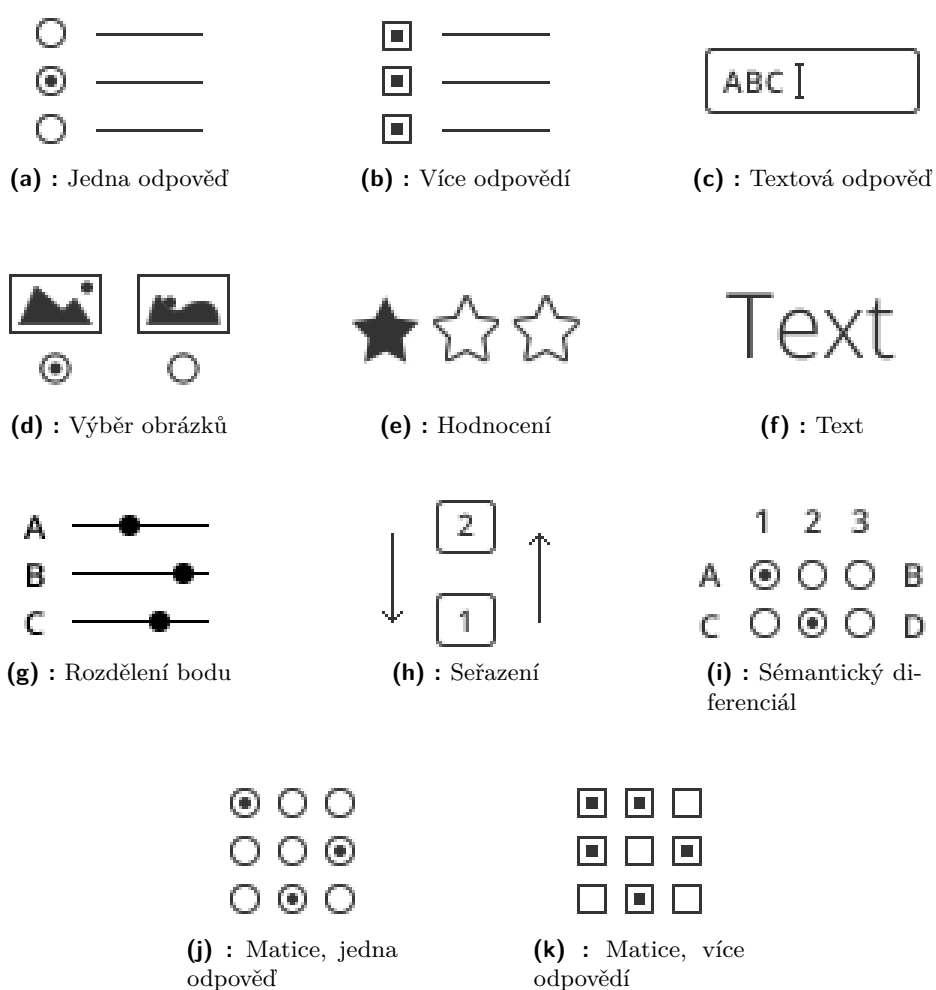 ABC
(a) : Jedna odpověď
(b) : Více odpovědí
(c) : Textová odpověď
Text
(d) : Výběr obrázků
(e) : Hodnocení
(f) : Text
A
B
C
2
1
1 2 3
A B
C D
(g) : Rozdělení bodu
(h) : Seřazení
(i) : Sémantický di-
ferenciál
(j) : Matice, jedna
odpověď
(k) : Matice, více
odpovědí